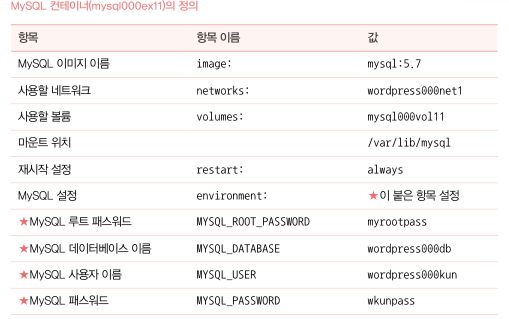 MySQL 컨테이너(mysql000ex11)의 정의
항목 항목 이름 값
MySQL 이미지 이름 image: mysql:5.7
사용할 네트워크 networks: wordpress000net1
사용할 볼륨 volumes: mysql000vol11
마운트 위치 /var/lib/mysql
재시작 설정 restart: always
MySQL 설정 environment: ★이 붙은 항목 설정
★MySQL 루트 패스워드 MYSQL_ROOT_PASSWORD myrootpass
★MySQL 데이터베이스 이름 MYSQL_DATABASE wordpress000db
★MySQL 사용자 이름 MYSQL_USER wordpress000kun
★MySQL 패스워드 MYSQL_PASSWORD wkunpass